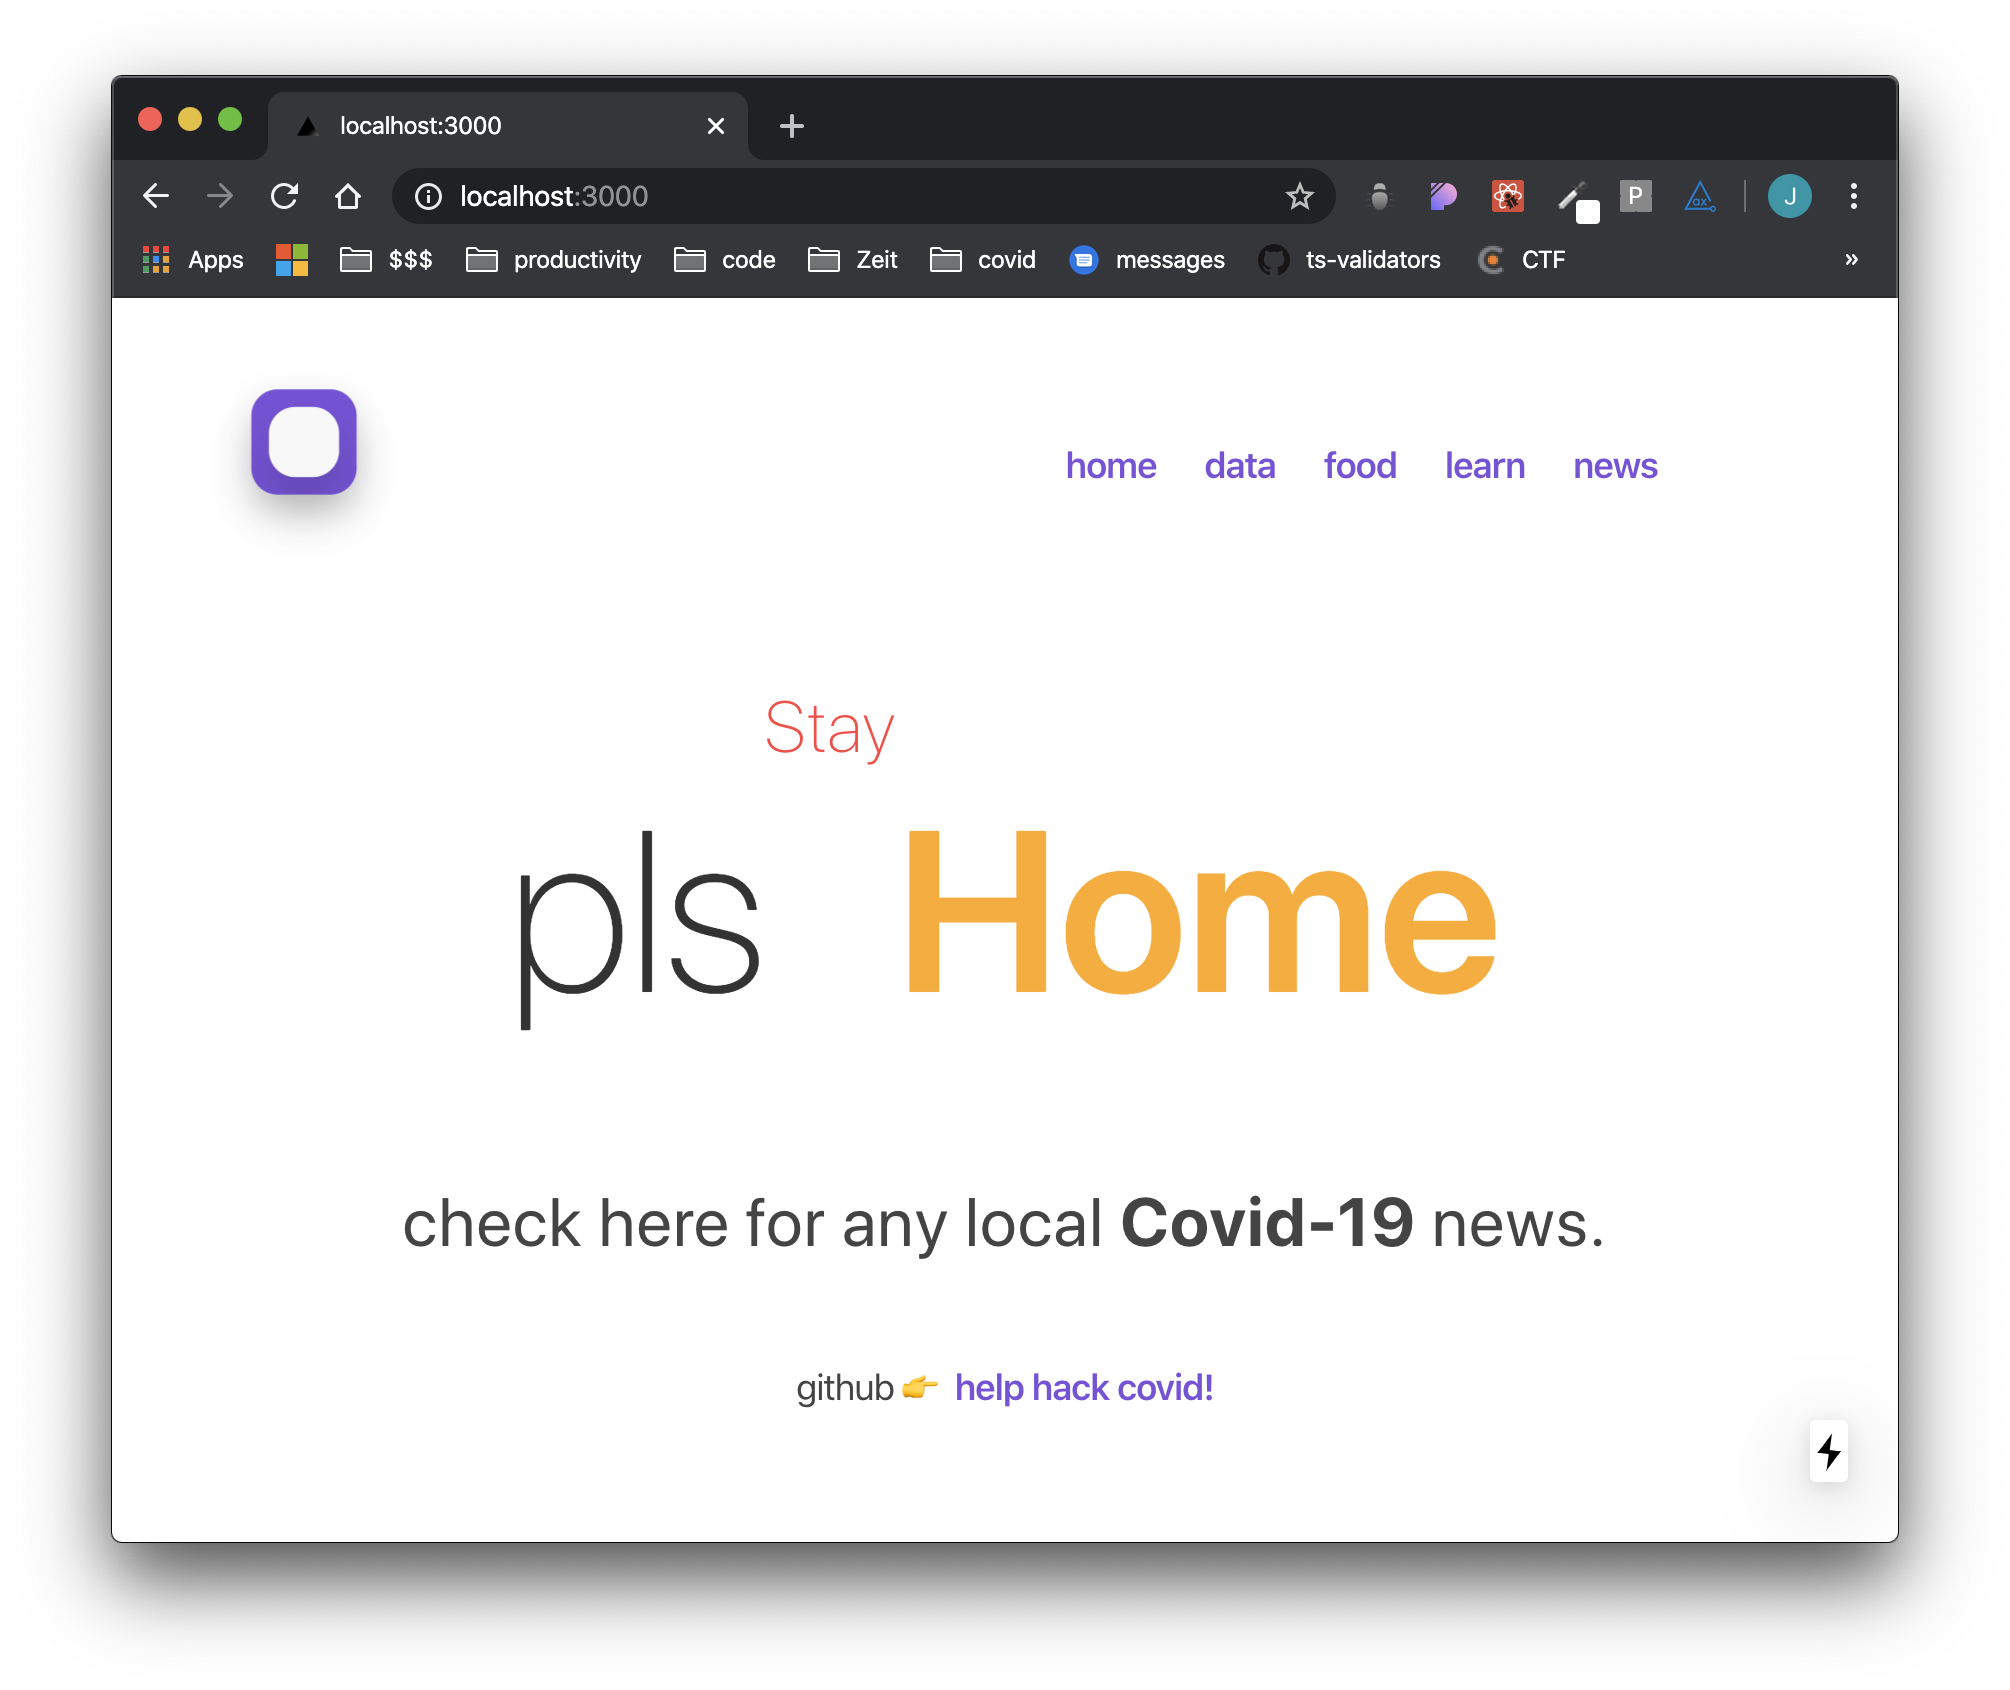 localhost:3000
localhost:3000
P
ax
J
Apps $$$ productivity code Zeit covid messages ts-validators CTF »
home data food learn news
Stay
pls Home
check here for any local Covid-19 news.
github 👉 help hack covid!